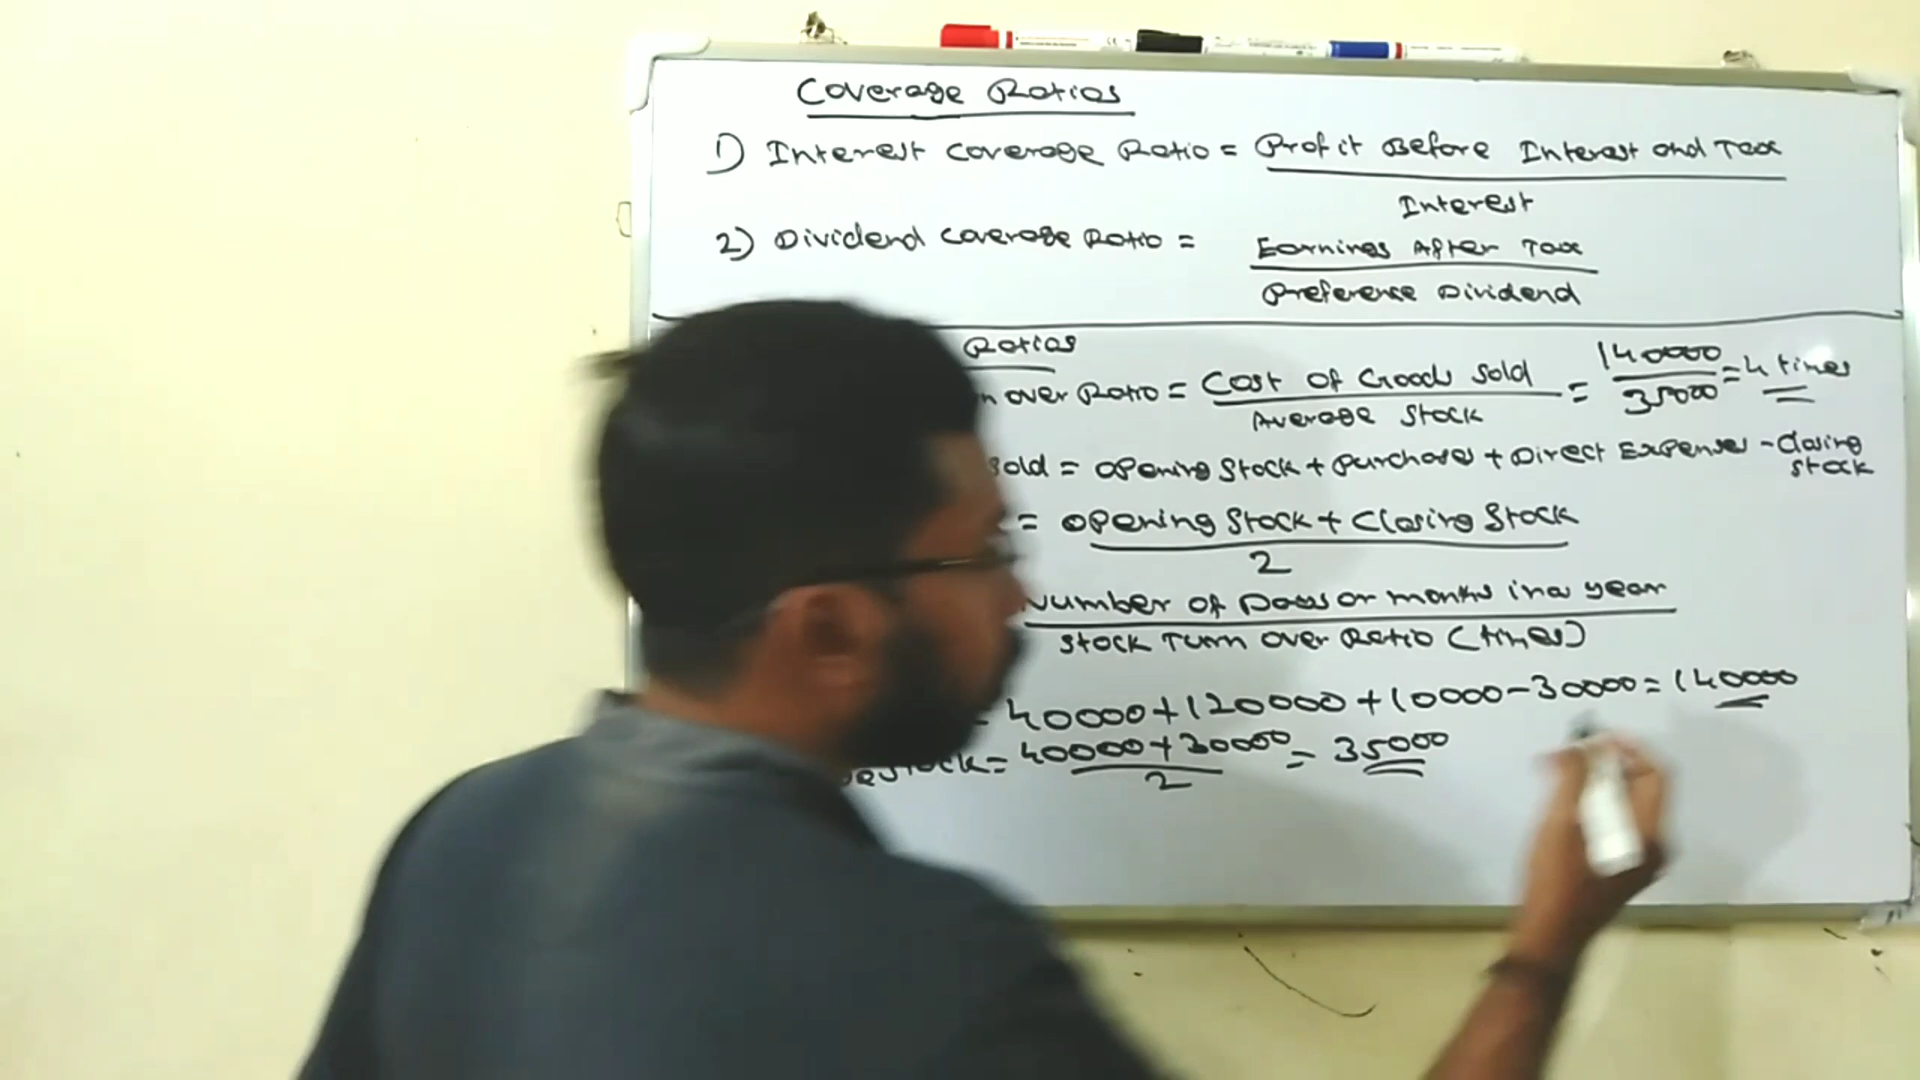 Coverage Ratios
1) Interest Coverage Ratio = Profit Before Interest and Tax
Interest
2) Dividend Coverage Ratio = Earnings After Tax
Preference Dividend
Ratios
n over Ratio = Cost of Goods Sold = 140000 = 4 times
Average Stock 35000
Sold = Opening Stock + Purchases + Direct Expenses - Closing
Stock
= Opening Stock + Closing Stock
2
Number of Days or months in a year
Stock Turn Over Ratio (times)
= 40000+120000+10000-30000=140000
Stock = 40000+30000 = 35000
2